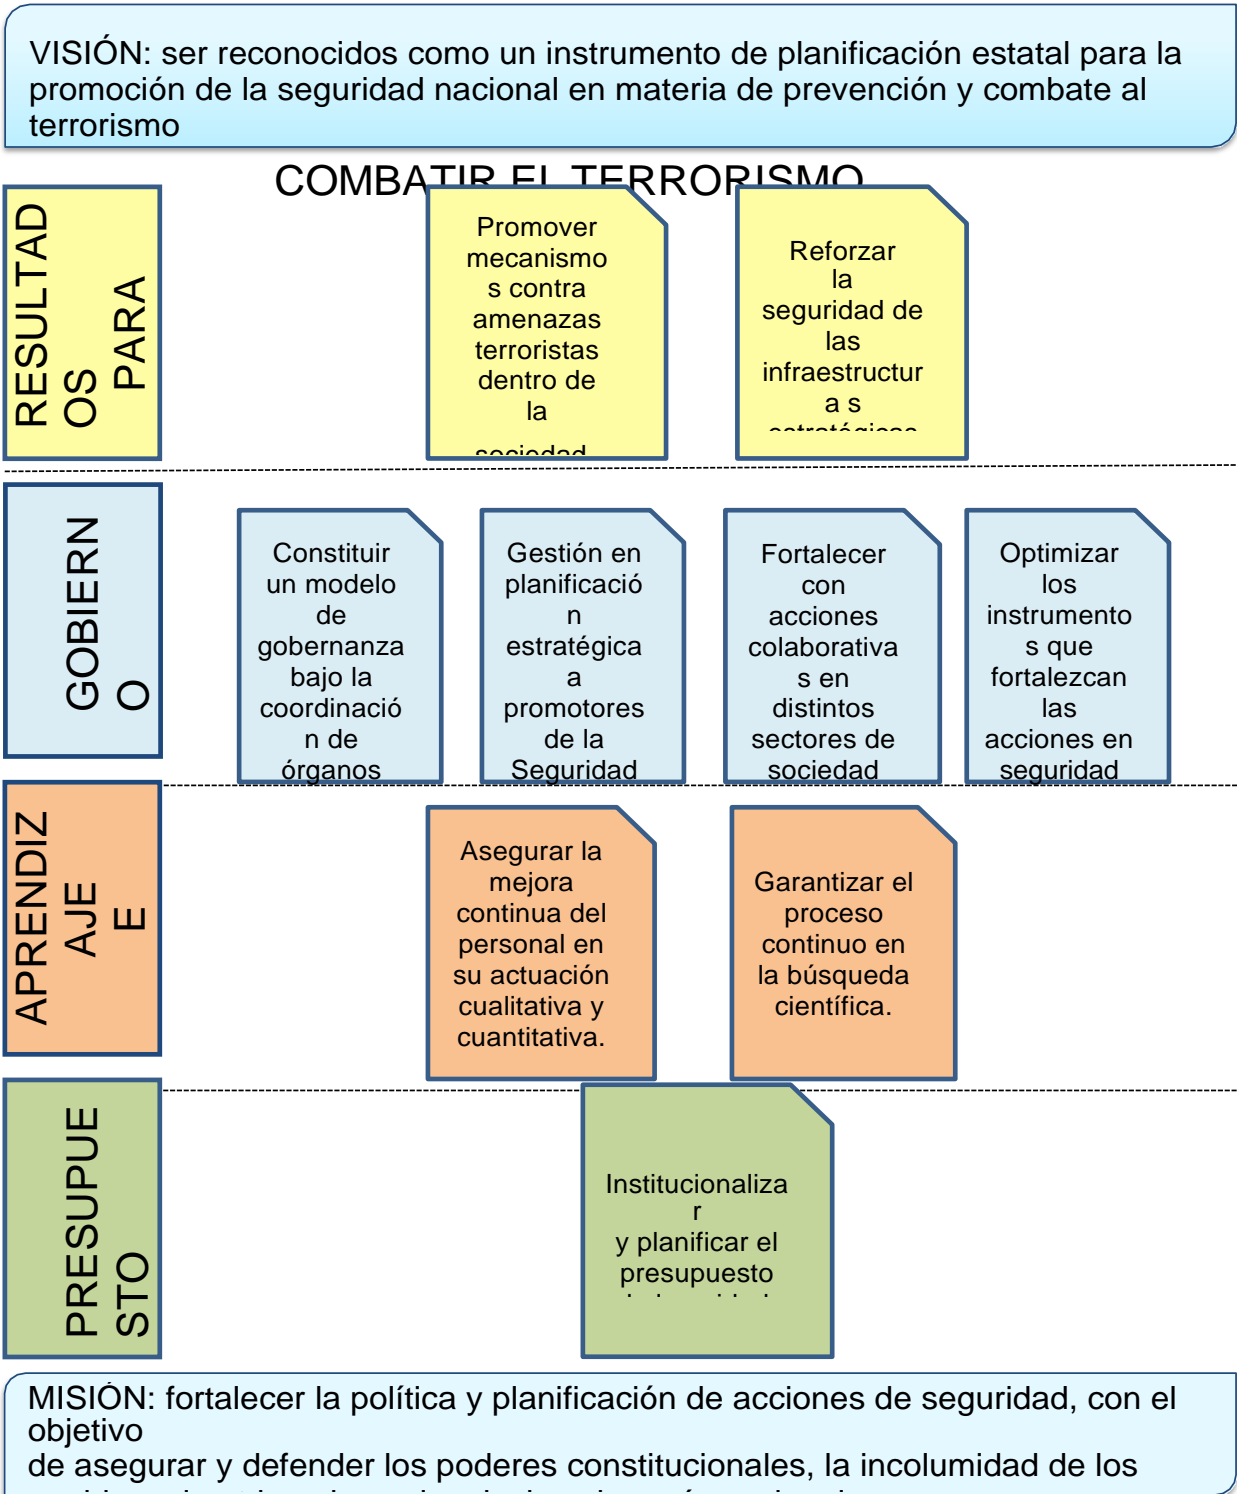 VISIÓN: ser reconocidos como un instrumento de planificación estatal para la
promoción de la seguridad nacional en materia de prevención y combate al
terrorismo
COMBATIR EL TERRORISMO
RESULTAD
OS
PARA
Promover
mecanismo
s contra
amenazas
terroristas
dentro de
la
sociedad
Reforzar
la
seguridad de
las
infraestructur
a s
estratégicas
GOBIERN
O
Constituir
un modelo
de
gobernanza
bajo la
coordinació
n de
órganos
Gestión en
planificació
n
estratégica
a
promotores
de la
Seguridad
Fortalecer
con
acciones
colaborativa
s en
distintos
sectores de
sociedad
Optimizar
los
instrumento
s que
fortalezcan
las
acciones en
seguridad
APRENDIZ
AJE
E
Asegurar la
mejora
continua del
personal en
su actuación
cualitativa y
cuantitativa.
Garantizar el
proceso
continuo en
la búsqueda
científica.
PRESUPUE
STO
Institucionaliza
r
y planificar el
presupuesto
MISIÓN: fortalecer la política y planificación de acciones de seguridad, con el
objetivo
de asegurar y defender los poderes constitucionales, la incolumidad de los